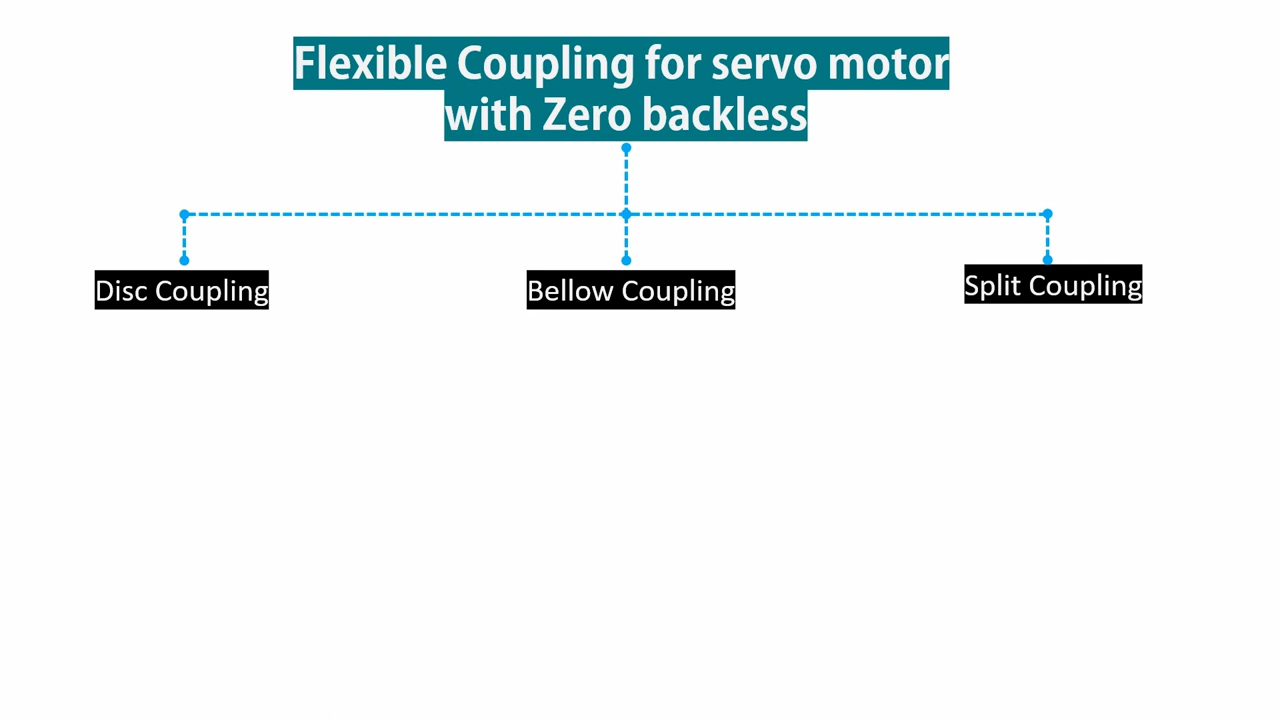 Flexible Coupling for servo motor
with Zero backless
Disc Coupling
Bellow Coupling
Split Coupling